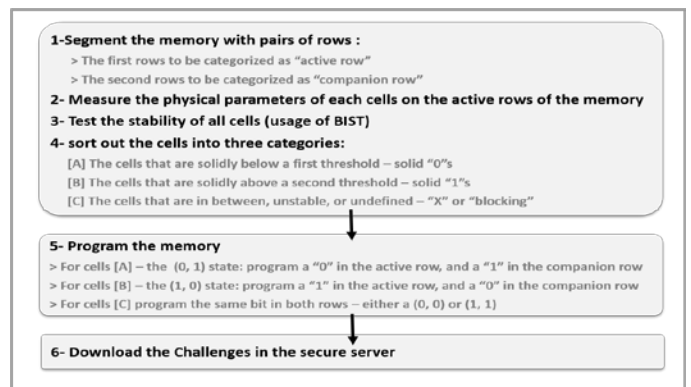 1-Segment the memory with pairs of rows :
> The first rows to be categorized as “active row”
> The second rows to be categorized as “companion row”
2- Measure the physical parameters of each cells on the active rows of the memory
3- Test the stability of all cells (usage of BIST)
4- sort out the cells into three categories:
[A] The cells that are solidly below a first threshold – solid “0”s
[B] The cells that are solidly above a second threshold – solid “1”s
[C] The cells that are in between, unstable, or undefined – “X” or “blocking”
5- Program the memory
> For cells [A] – the (0, 1) state: program a “0” in the active row, and a “1” in the companion row
> For cells [B] – the (1, 0) state: program a “1” in the active row, and a “0” in the companion row
> For cells [C] program the same bit in both rows – either a (0, 0) or (1, 1)
6- Download the Challenges in the secure server